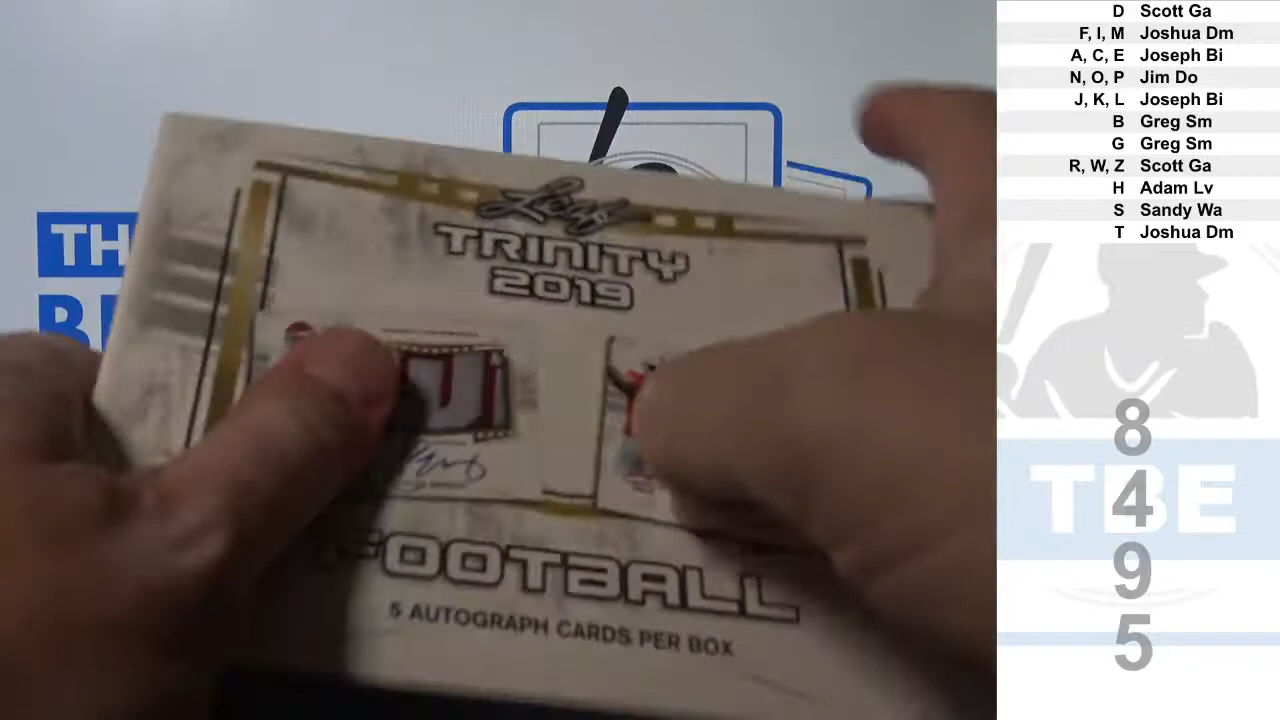 D Scott Ga
F, I, M Joshua Dm
A, C, E Joseph Bi
N, O, P Jim Do
J, K, L Joseph Bi
B Greg Sm
G Greg Sm
R, W, Z Scott Ga
H Adam Lv
S Sandy Wa
T Joshua Dm
TBE
8
4
9
5
TH
B
Leaf
TRINITY
2019
FOOTBALL
5 AUTOGRAPH CARDS PER BOX